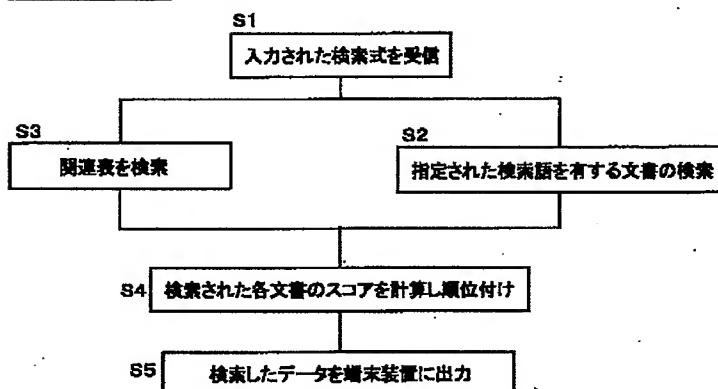 S1
入力された検索式を受信
S3
関連表を検索
S2
指定された検索語を有する文書の検索
S4 検索された各文書のスコアを計算し順位付け
S5 検索したデータを端末装置に出力